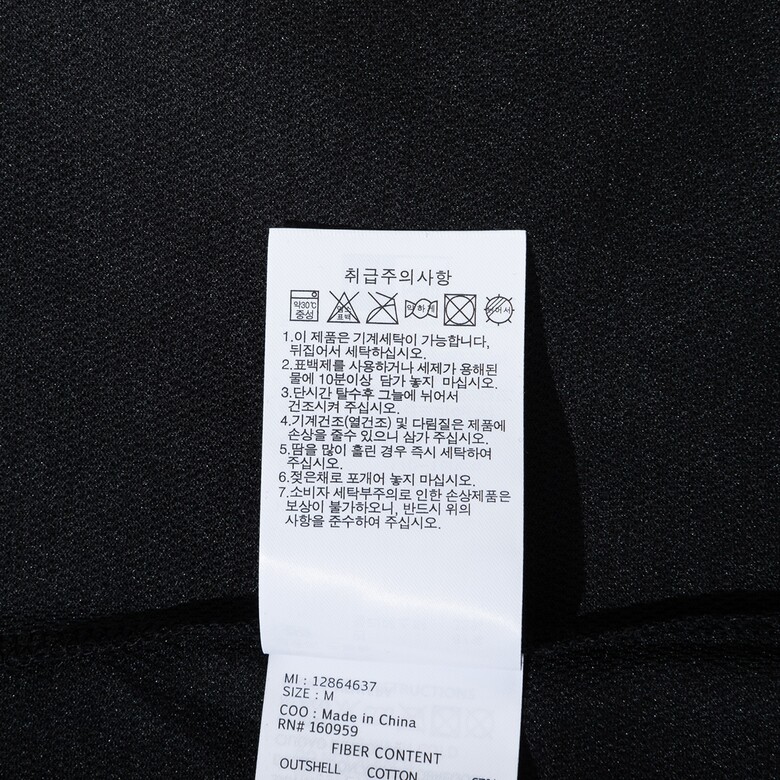 취급주의사항
약30℃
중성
염소
표백
약하게
뉘어서
1.이 제품은 기계세탁이 가능합니다,
뒤집어서 세탁하십시오.
2.표백제를 사용하거나 세제가 용해된
물에 10분이상 담가 놓지 마십시오.
3.단시간 탈수후 그늘에 뉘어서
건조시켜 주십시오.
4.기계건조(열건조) 및 다림질은 제품에
손상을 줄수 있으니 삼가 주십시오.
5.땀을 많이 흘린 경우 즉시 세탁하여
주십시오.
6.젖은채로 포개어 놓지 마십시오.
7.소비자 세탁부주의로 인한 손상제품은
보상이 불가하오니, 반드시 위의
사항을 준수하여 주십시오.
MI : 12864637
SIZE : M
COO : Made in China
RN# 160959
FIBER CONTENT
OUTSHELL COTTON